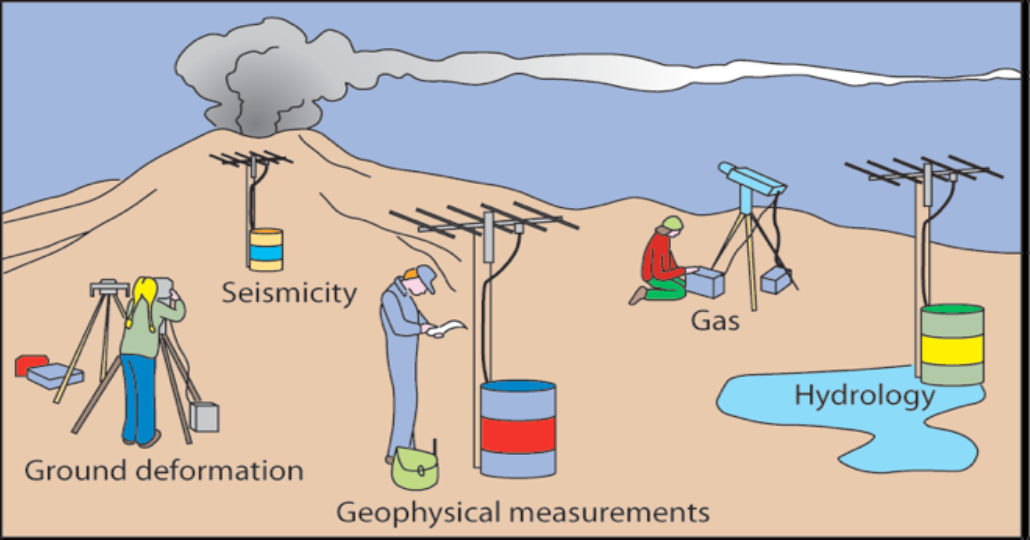 Seismicity
Gas
Hydrology
Ground deformation
Geophysical measurements